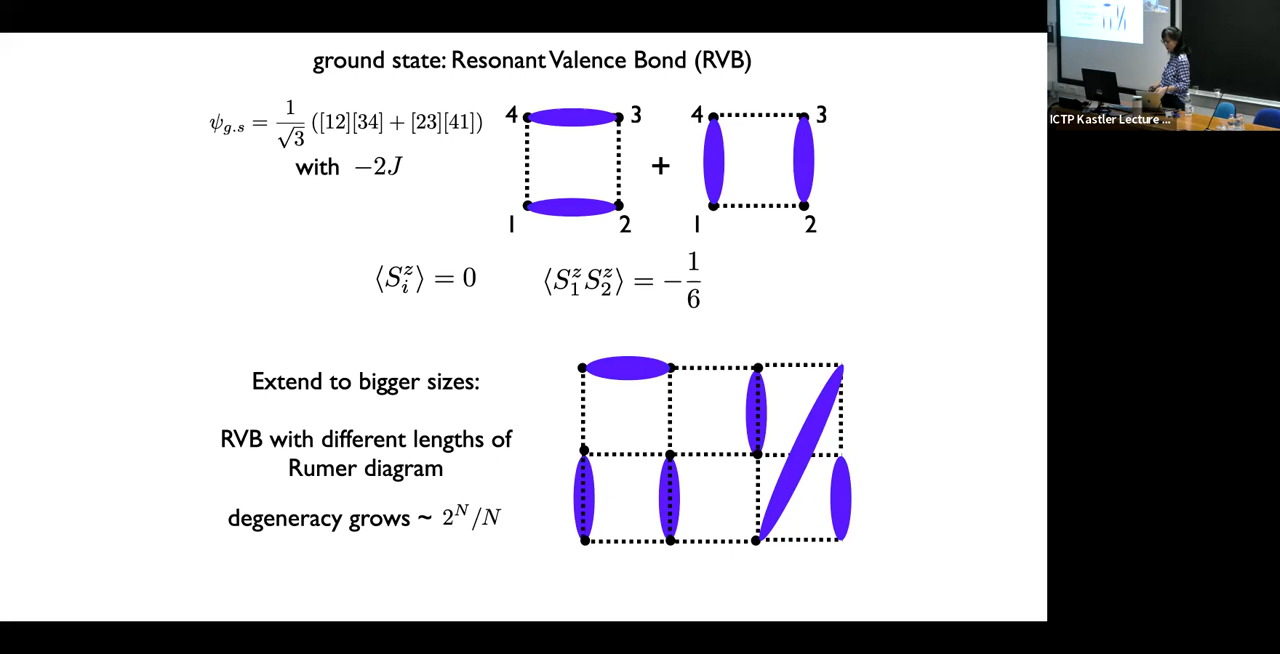 ground state: Resonant Valence Bond (RVB)
ψ_{g.s} = 1/√3 ([12][34] + [23][41])
with −2J
4 3 4 3
+
1 2 1 2
⟨S_i^z⟩ = 0 ⟨S_1^z S_2^z⟩ = −1/6
Extend to bigger sizes:
RVB with different lengths of
Rumer diagram
degeneracy grows ~ 2^N/N
ICTP Kastler Lecture ...